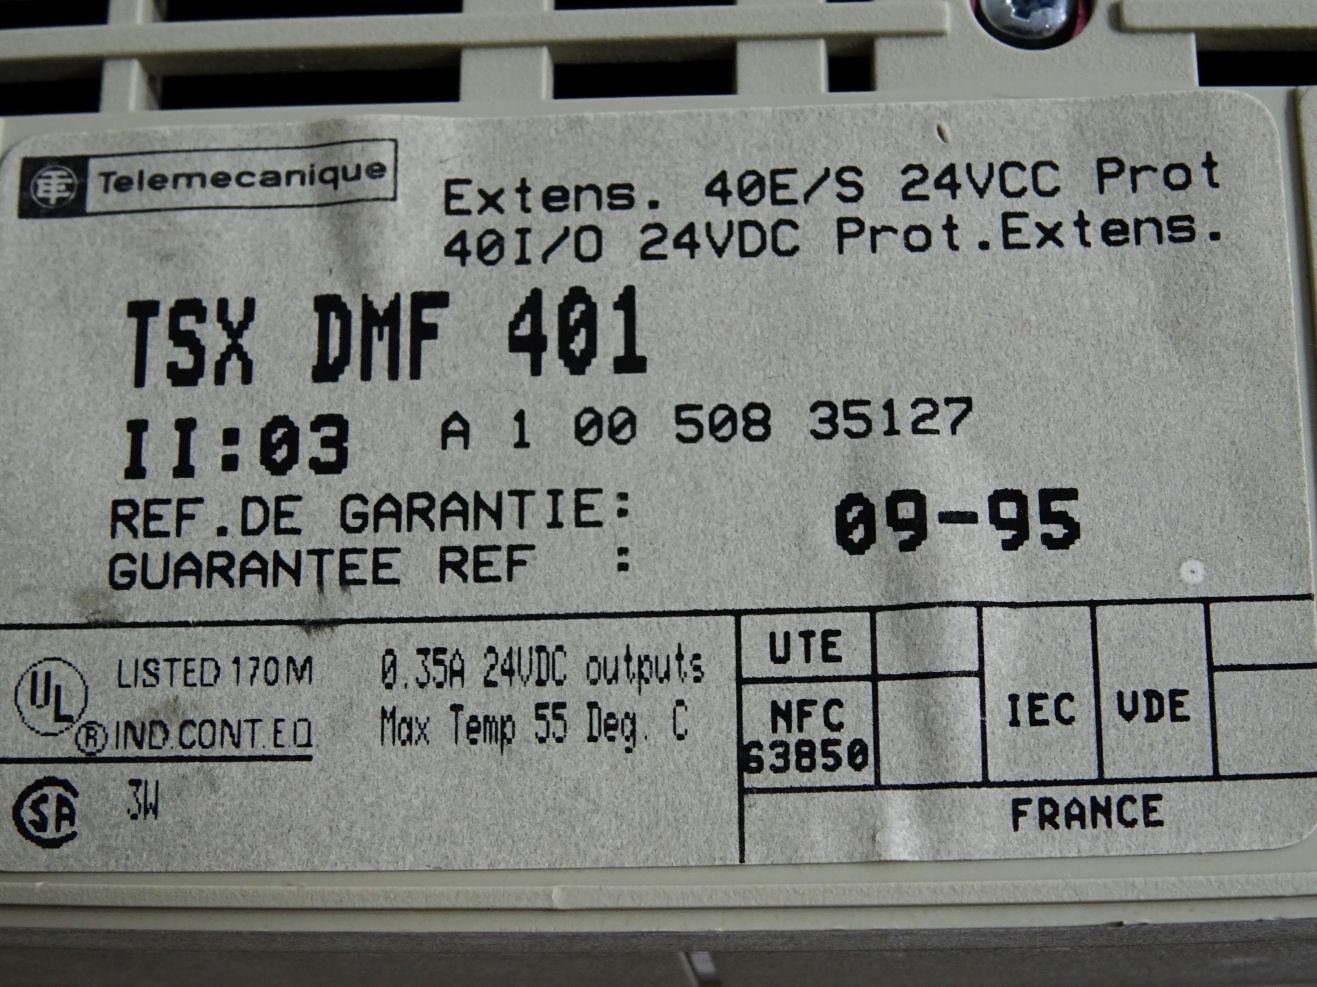 Telemecanique
Extens. 40E/S 24VCC Prot
40I/O 24VDC Prot.Extens.
TSX DMF 401
II:03 A 1 00 508 35127
REF.DE GARANTIE:
GUARANTEE REF :
09-95
UL ® LISTED 170M
IND.CONT.EQ
0.35A 24VDC outputs
Max Temp 55 Deg. C
SA 3W
UTE
NFC
63850
IEC
VDE
FRANCE